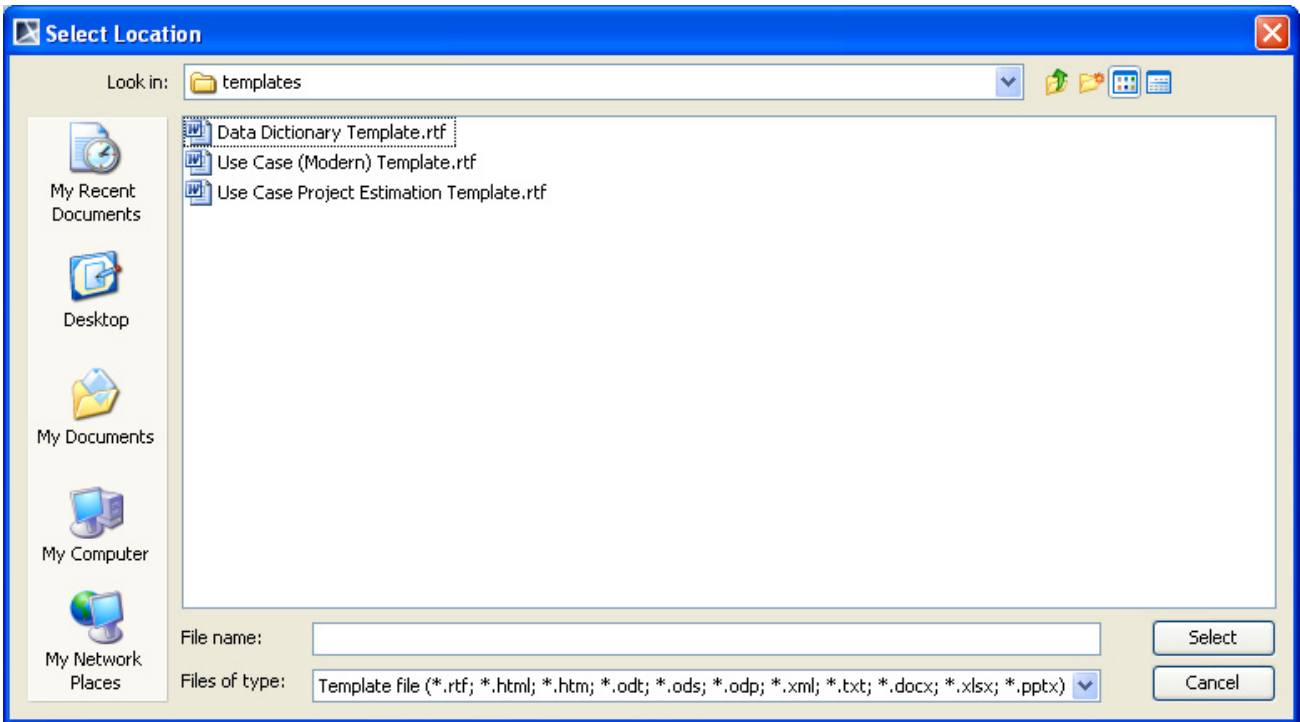 Select Location
Look in:
templates
Data Dictionary Template.rtf
Use Case (Modern) Template.rtf
Use Case Project Estimation Template.rtf
My Recent
Documents
Desktop
My Documents
My Computer
My Network
Places
File name:
Select
Files of type:
Template file (*.rtf; *.html; *.htm; *.odt; *.ods; *.odp; *.xml; *.txt; *.docx; *.xlsx; *.pptx)
Cancel